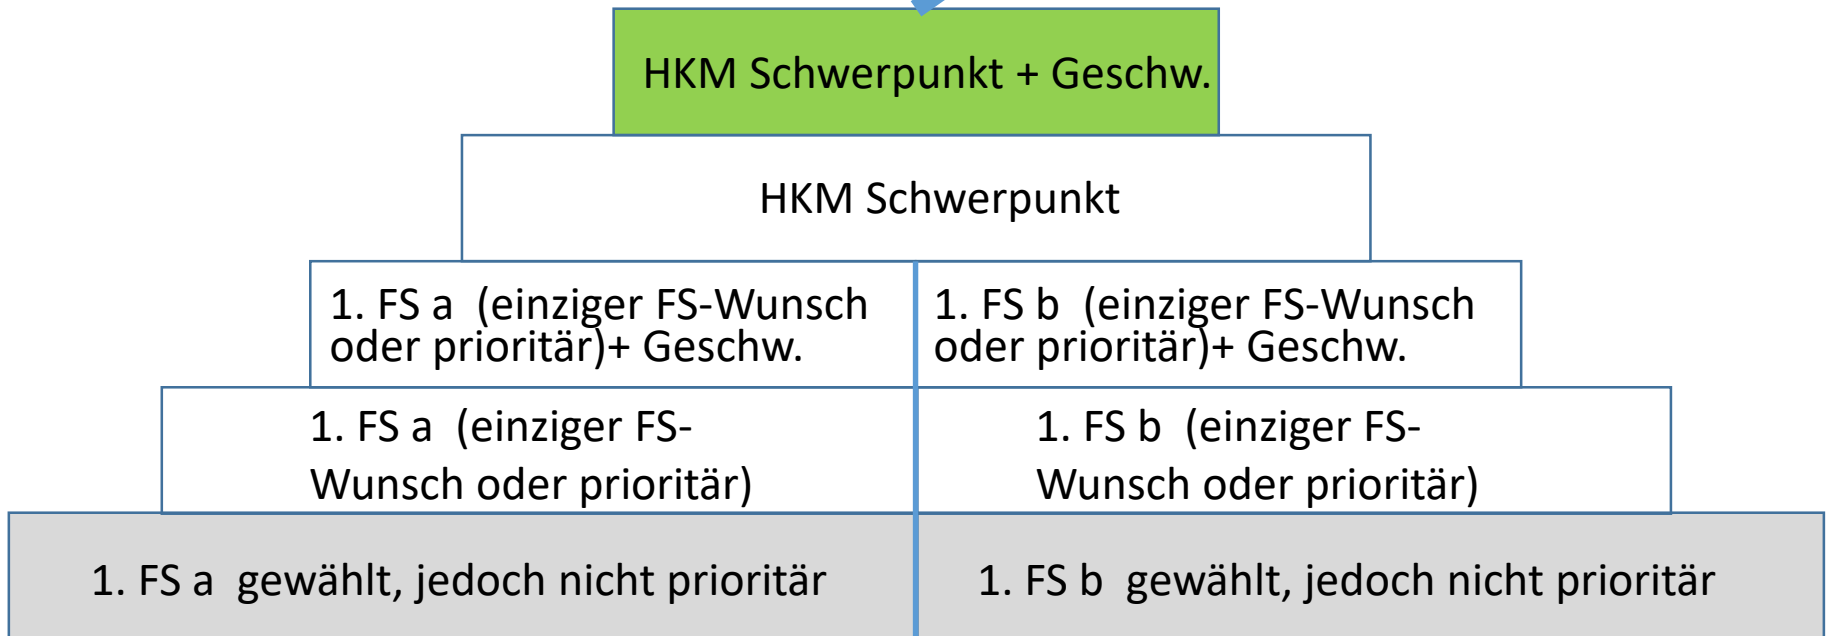 HKM Schwerpunkt + Geschw.
HKM Schwerpunkt
1. FS a (einziger FS-Wunsch
oder prioritär)+ Geschw.
1. FS b (einziger FS-Wunsch
oder prioritär)+ Geschw.
1. FS a (einziger FS-
Wunsch oder prioritär)
1. FS b (einziger FS-
Wunsch oder prioritär)
1. FS a gewählt, jedoch nicht prioritär
1. FS b gewählt, jedoch nicht prioritär